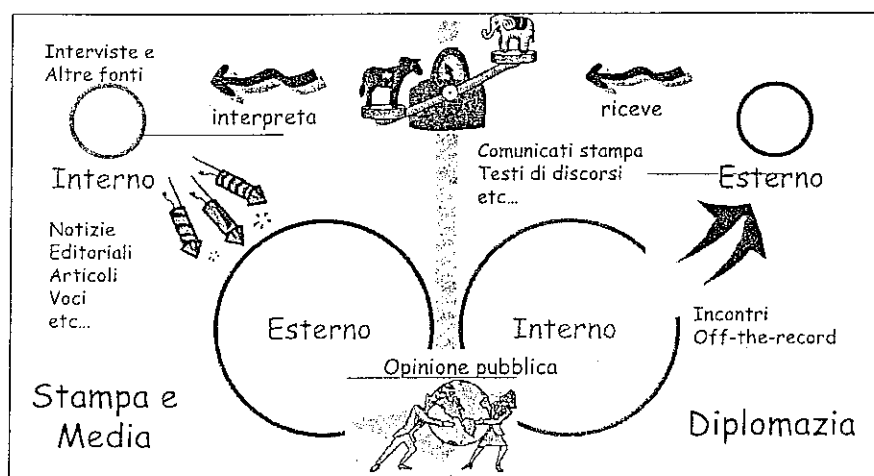 Interviste e
Altre fonti
interpreta
riceve
Interno
Comunicati stampa
Testi di discorsi
etc...
Esterno
Notizie
Editoriali
Articoli
Voci
etc...
Esterno
Interno
Incontri
Off-the-record
Opinione pubblica
Stampa e
Media
Diplomazia